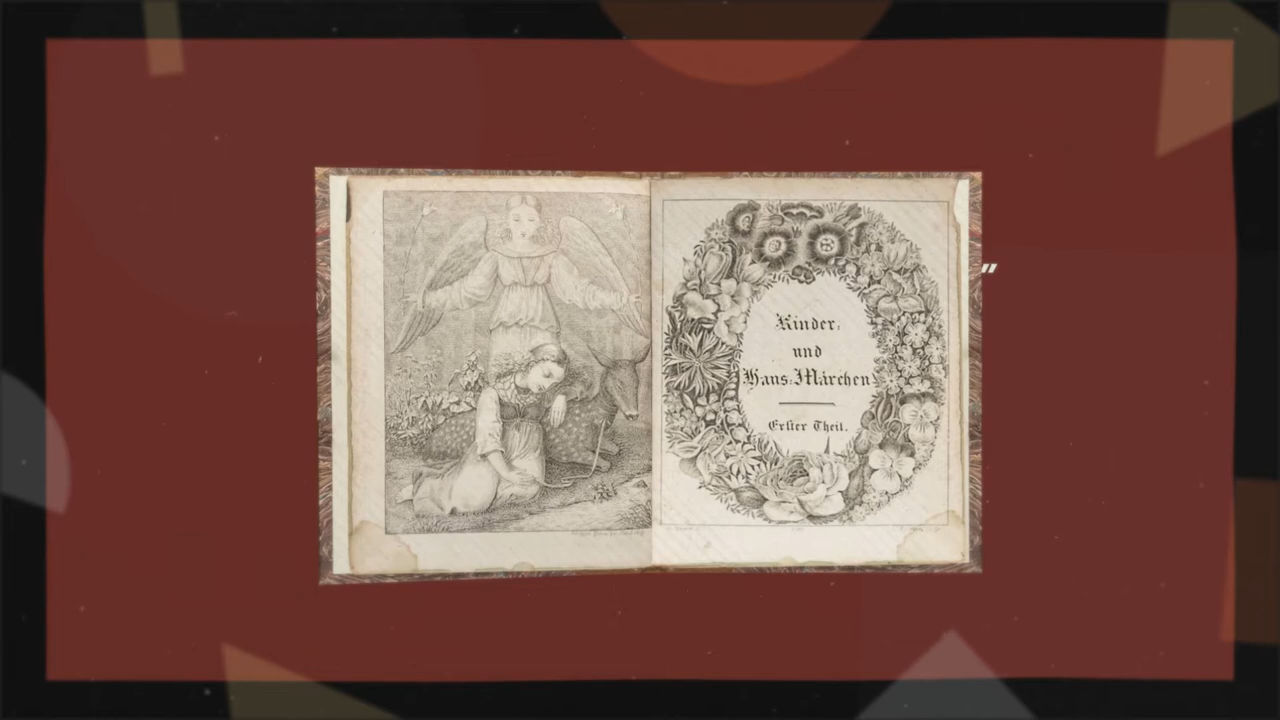 Kinder,
und
Haus-Märchen
Erster Theil.
”